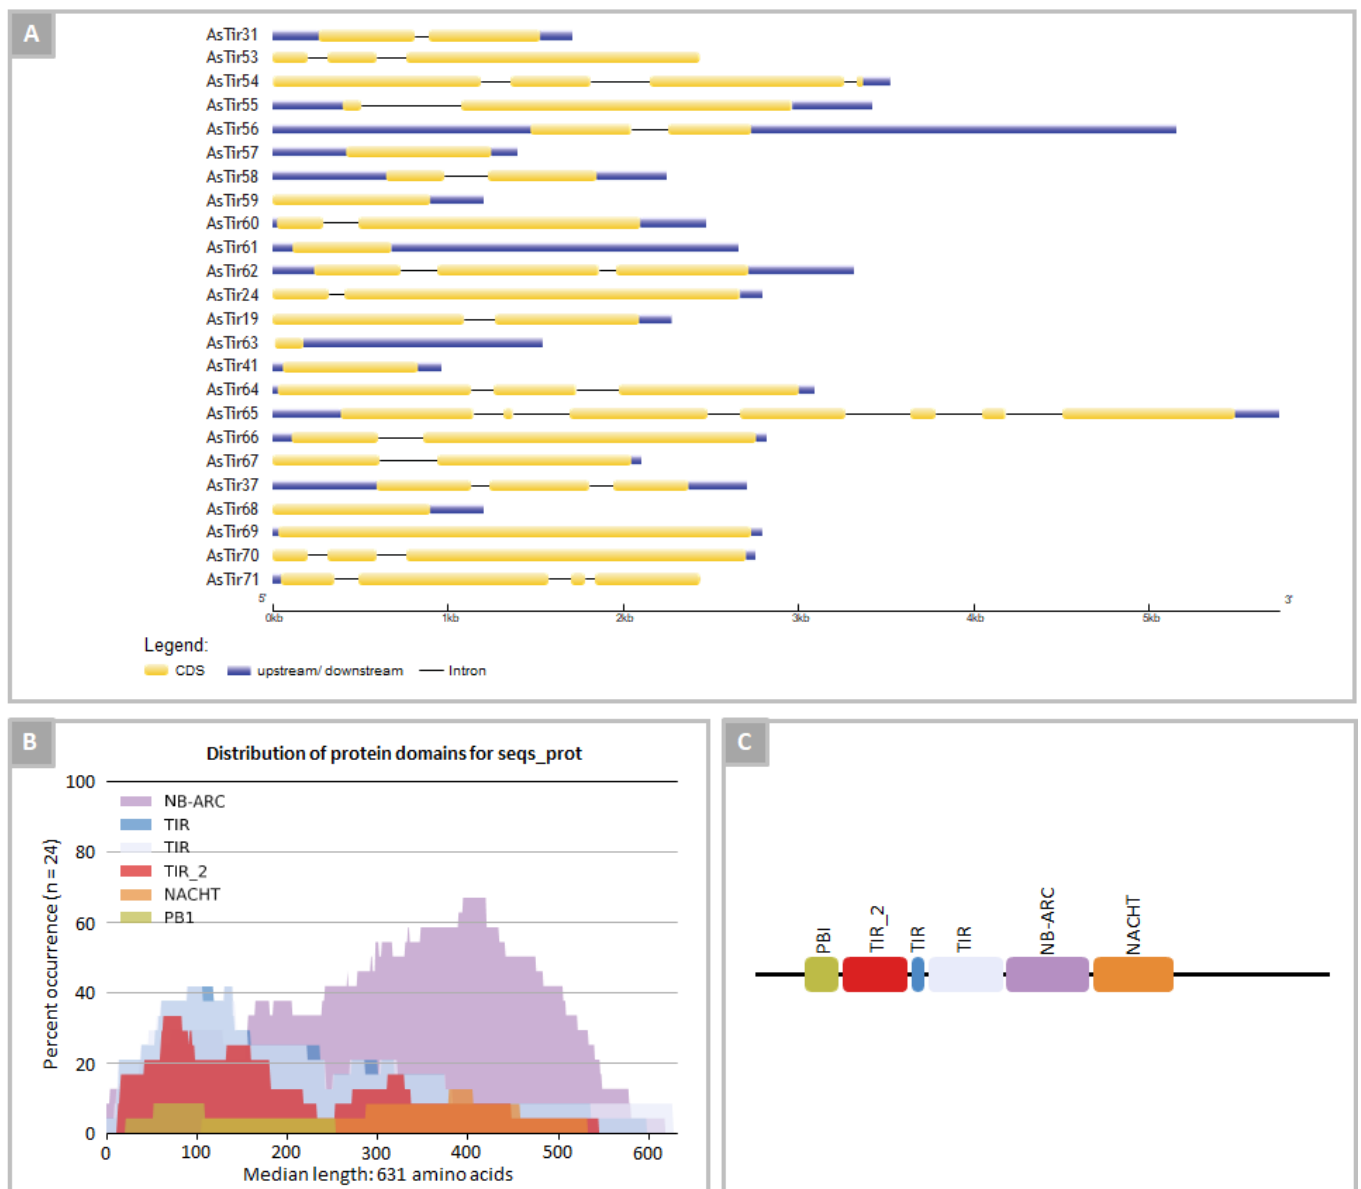 A
AsTir31
AsTir53
AsTir54
AsTir55
AsTir56
AsTir57
AsTir58
AsTir59
AsTir60
AsTir61
AsTir62
AsTir24
AsTir19
AsTir63
AsTir41
AsTir64
AsTir65
AsTir66
AsTir67
AsTir37
AsTir68
AsTir69
AsTir70
AsTir71
5' 3'
0kb 1kb 2kb 3kb 4kb 5kb
Legend:
CDS upstream/ downstream Intron
B
Distribution of protein domains for seqs_prot
Percent occurrence (n = 24)
100
80
60
40
20
0
NB-ARC
TIR
TIR
TIR_2
NACHT
PB1
0 100 200 300 400 500 600
Median length: 631 amino acids
C
PBI TIR_2 TIR TIR NB-ARC NACHT